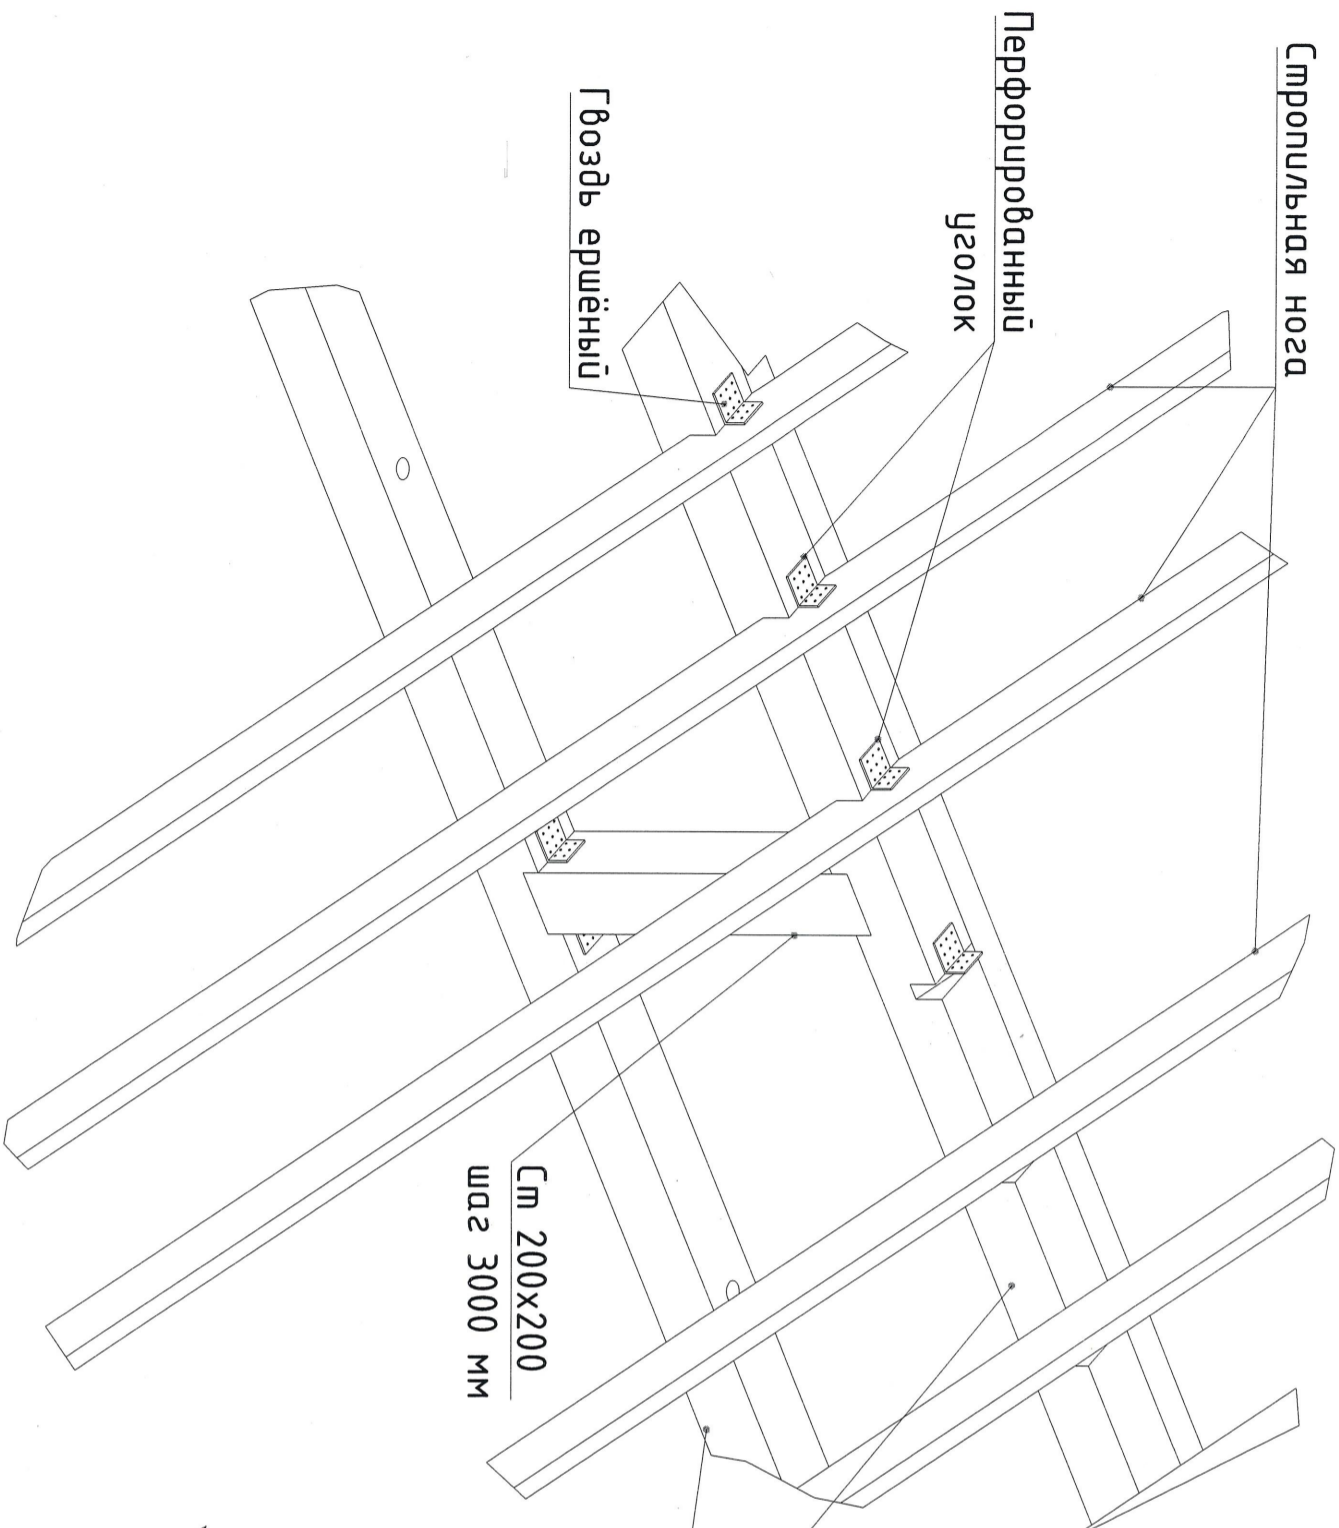 Стропильная нога
Перфорированный
уголок
Гвоздь ершёный
Ст 200х200
шаг 3000 мм